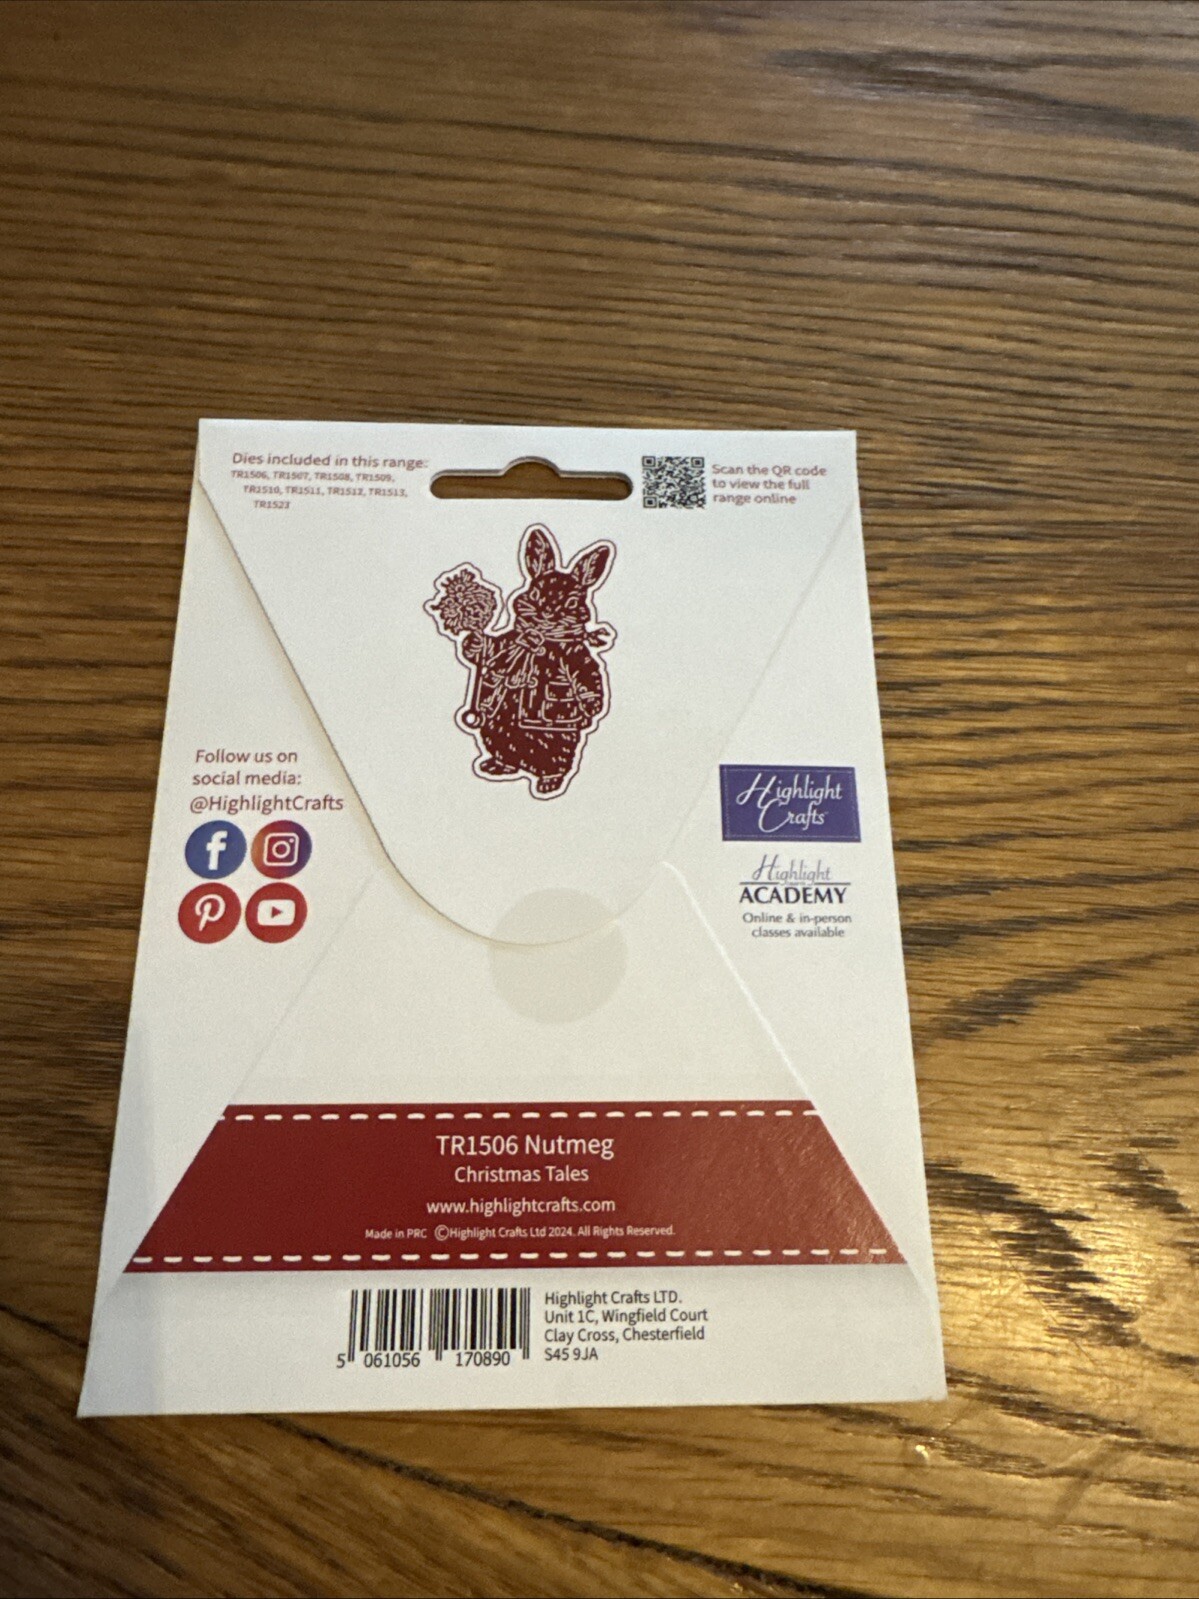 Dies included in this range:
TR1506, TR1507, TR1508, TR1509,
TR1510, TR1511, TR1512, TR1513,
TR1523
Scan the QR code
to view the full
range online
Follow us on
social media:
@HighlightCrafts
Highlight
Crafts
Highlight
ACADEMY
Online & in-person
classes available
TR1506 Nutmeg
Christmas Tales
www.highlightcrafts.com
Made in PRC ©Highlight Crafts Ltd 2024. All Rights Reserved.
5 061056 170890
Highlight Crafts LTD.
Unit 1C, Wingfield Court
Clay Cross, Chesterfield
S45 9JA